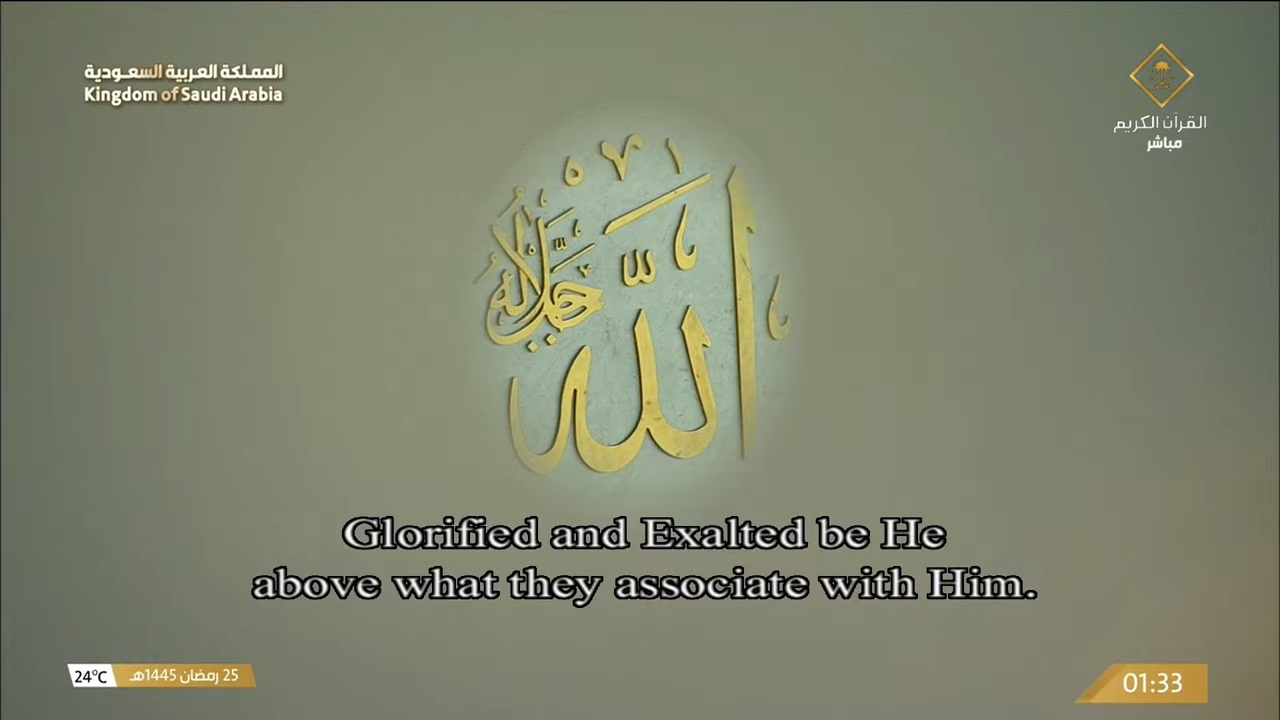 المملكة العربية السعودية
Kingdom of Saudi Arabia
القرآن الكريم
مباشر
الله
جل جلاله
Glorified and Exalted be He
above what they associate with Him.
24°C
25 رمضان 1445هـ
01:33